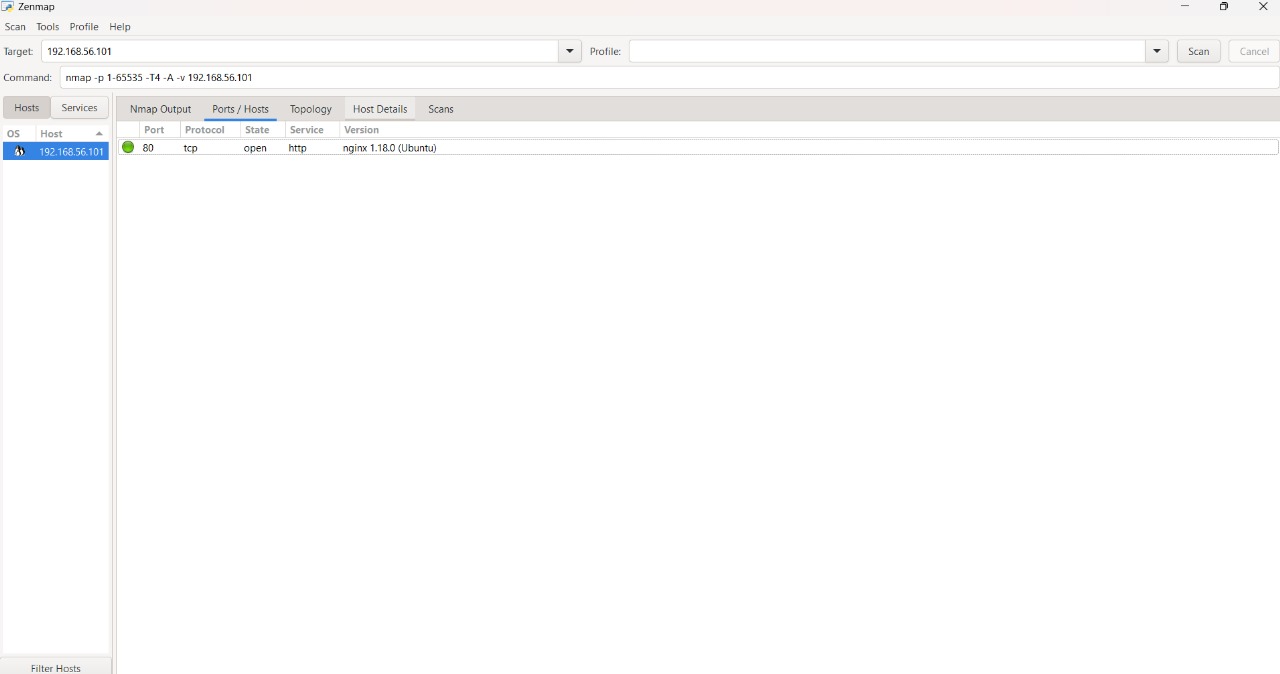 Zenmap
Scan Tools Profile Help
Target: 192.168.56.101 Profile: Scan Cancel
Command: nmap -p 1-65535 -T4 -A -v 192.168.56.101
Hosts Services Nmap Output Ports / Hosts Topology Host Details Scans
OS Host Port Protocol State Service Version
192.168.56.101 80 tcp open http nginx 1.18.0 (Ubuntu)
Filter Hosts